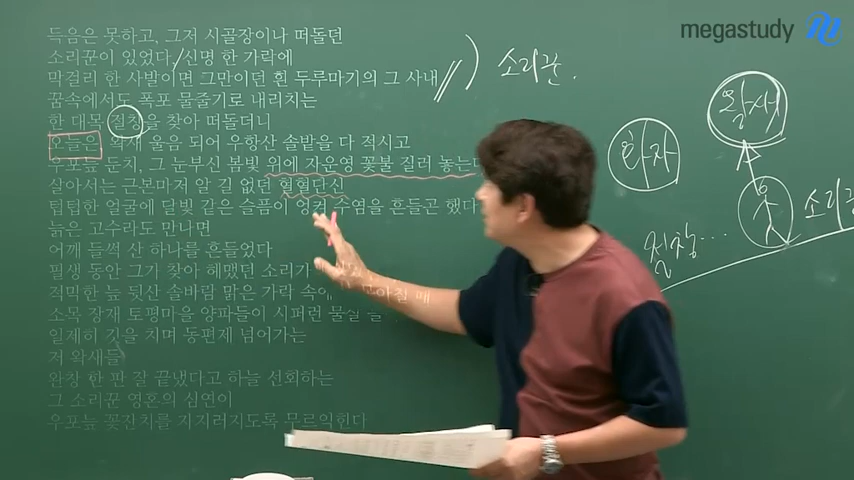 megastudy
득음은 못하고, 그저 시골장이나 떠돌던
소리꾼이 있었다, 신명 한 가락에
막걸리 한 사발이면 그만이던 흰 두루마기의 그 사내
꿈속에서도 폭포 물줄기로 내리치는
한 대목 절창을 찾아 떠돌더니
오늘은 왁새 울음 되어 우항산 솔밭을 다 적시고
우포늪 둔치, 그 눈부신 봄빛 위에 자운영 꽃불 질러 놓는다
살아서는 근본마저 알 길 없던 혈혈단신
텁텁한 얼굴에 달빛 같은 슬픔이 엉켜 수염을 흔들곤 했다
늙은 고수라도 만나면
어깨 들썩 산 하나를 흔들었다
필생 동안 그가 찾아 헤맸던 소리가
적막한 늪 뒷산 솔바람 맑은 가락 속에
소목 장재 토평마을 양파들이 시퍼런 물살
일제히 깃을 치며 동편제 넘어가는
저 왁새들
완창 한 판 잘 끝냈다고 하늘 선회하는
그 소리꾼 영혼의 심연이
우포늪 꽃잔치를 자지러지도록 무르익힌다
소리꾼.
화자
왁새
소리
절창...